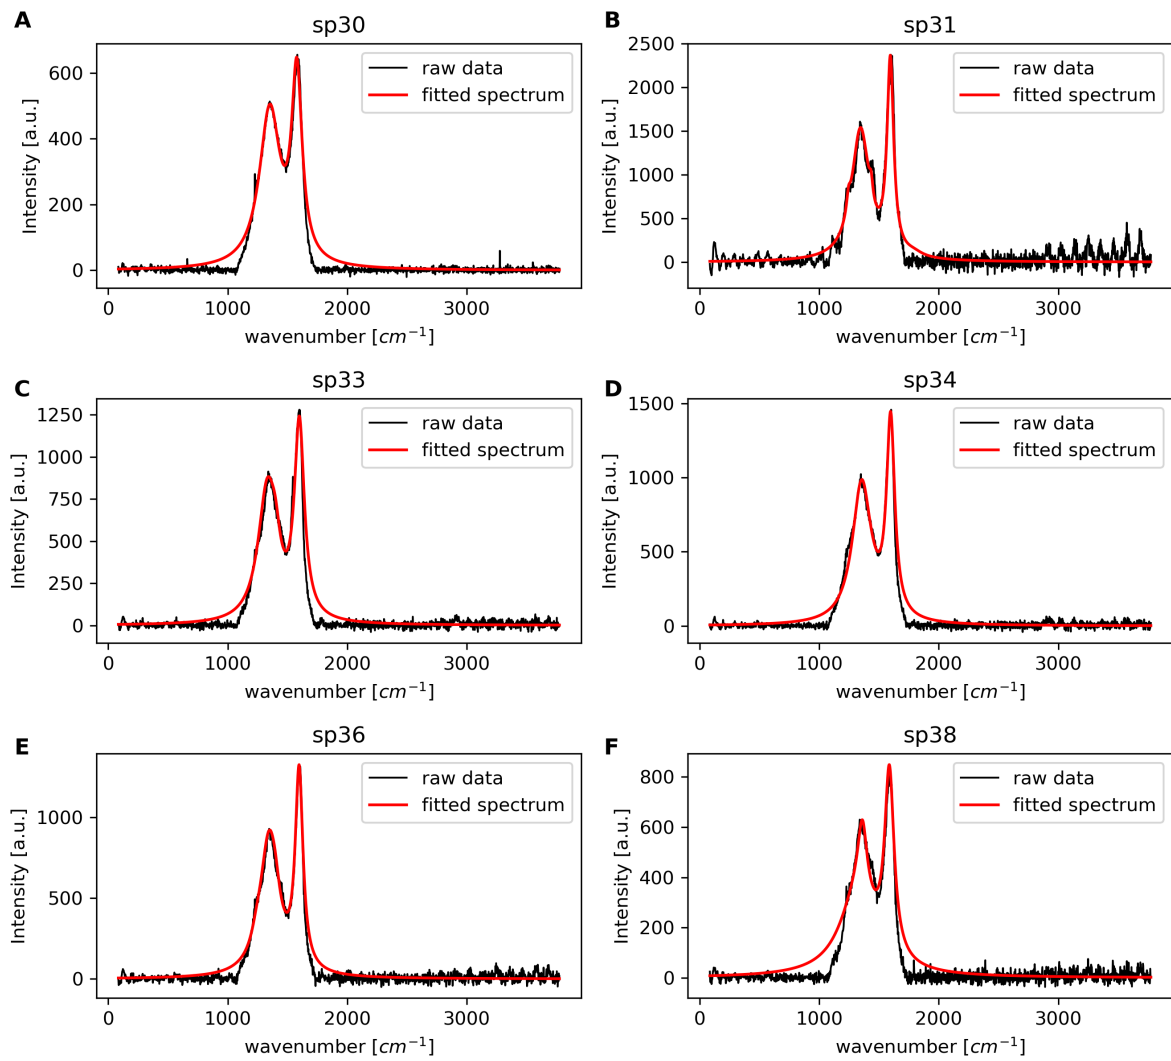 A
sp30
600
400
200
0
Intensity [a.u.]
raw data
fitted spectrum
0 1000 2000 3000
wavenumber [cm⁻¹]
B
sp31
2500
2000
1500
1000
500
0
Intensity [a.u.]
raw data
fitted spectrum
0 1000 2000 3000
wavenumber [cm⁻¹]
C
sp33
1250
1000
750
500
250
0
Intensity [a.u.]
raw data
fitted spectrum
0 1000 2000 3000
wavenumber [cm⁻¹]
D
sp34
1500
1000
500
0
Intensity [a.u.]
raw data
fitted spectrum
0 1000 2000 3000
wavenumber [cm⁻¹]
E
sp36
1000
500
0
Intensity [a.u.]
raw data
fitted spectrum
0 1000 2000 3000
wavenumber [cm⁻¹]
F
sp38
800
600
400
200
0
Intensity [a.u.]
raw data
fitted spectrum
0 1000 2000 3000
wavenumber [cm⁻¹]